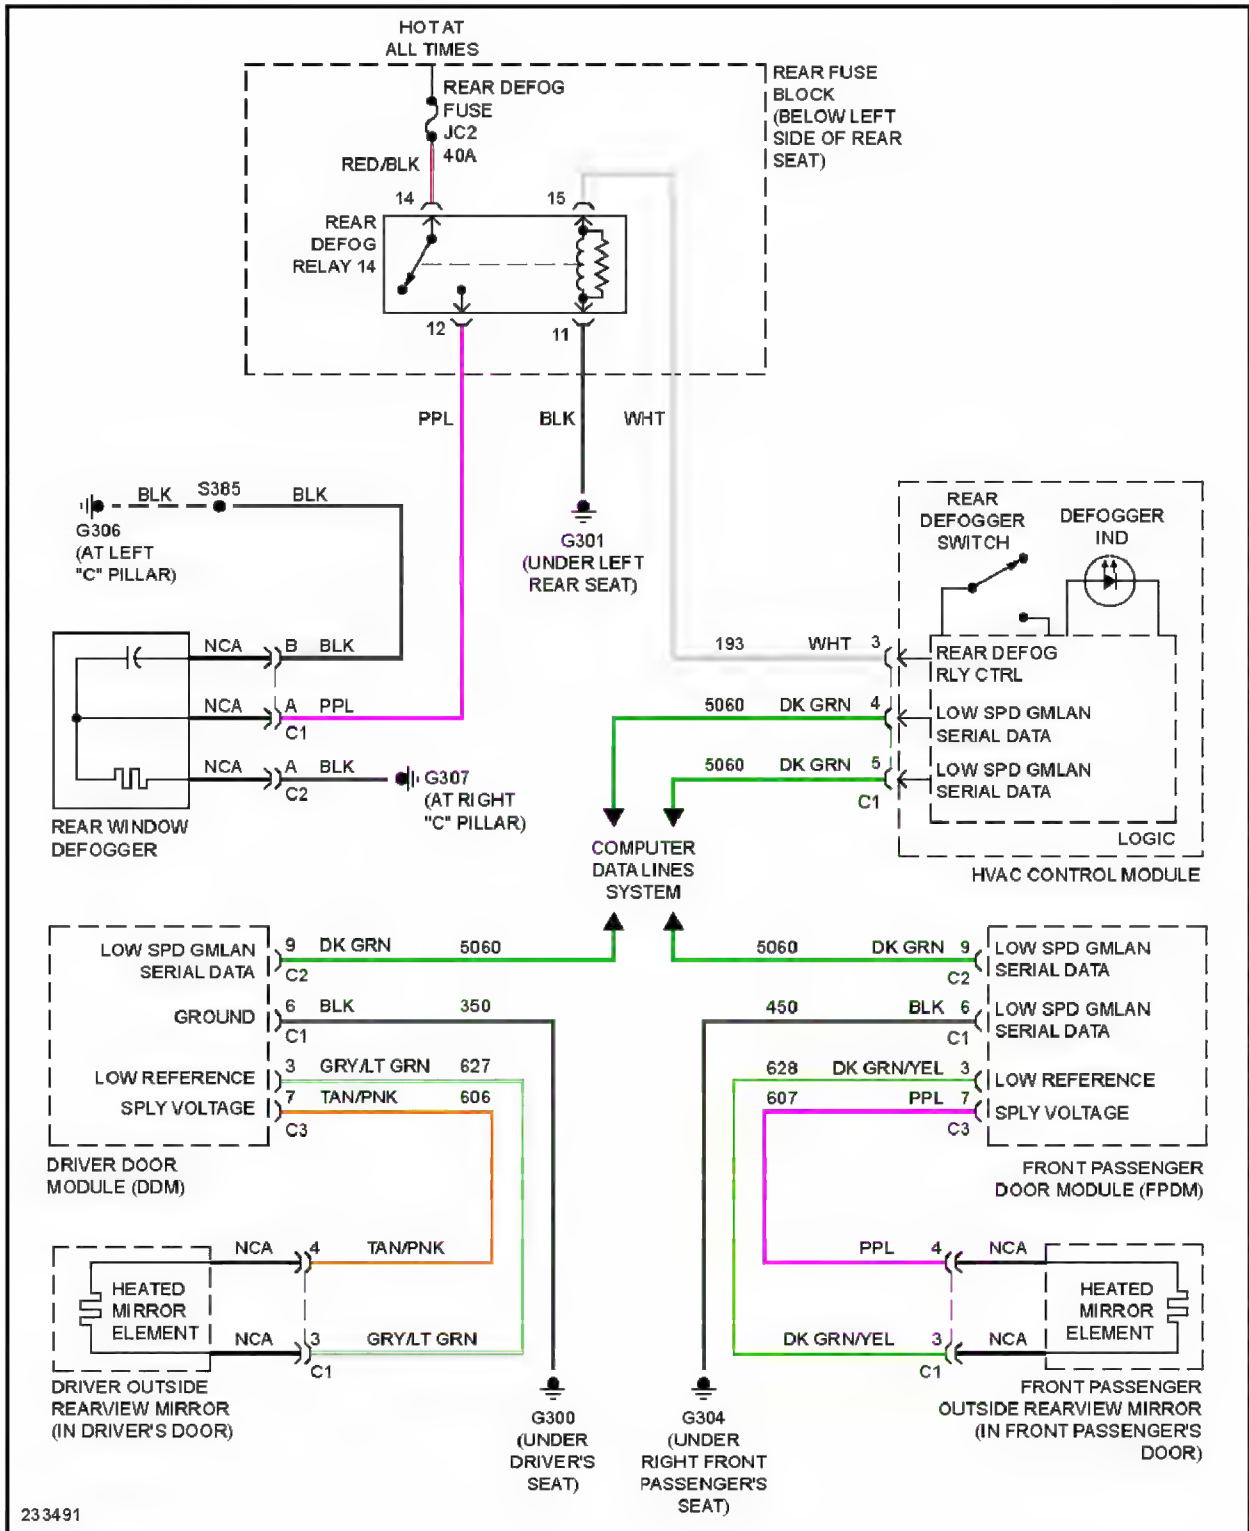 HOT AT
ALL TIMES
REAR DEFOG
FUSE
JC2
40A
REAR FUSE
BLOCK
(BELOW LEFT
SIDE OF REAR
SEAT)
RED/BLK
14
15
REAR
DEFOG
RELAY 14
12
11
PPL
BLK
WHT
BLK
S385
BLK
G306
(AT LEFT
"C" PILLAR)
G301
(UNDER LEFT
REAR SEAT)
REAR
DEFOGGER
SWITCH
DEFOGGER
IND
NCA
B
BLK
193
WHT
3
REAR DEFOG
RLY CTRL
NCA
A
PPL
C1
5060
DK GRN
4
LOW SPD GMLAN
SERIAL DATA
NCA
A
BLK
C2
G307
(AT RIGHT
"C" PILLAR)
5060
DK GRN
5
C1
LOW SPD GMLAN
SERIAL DATA
LOGIC
REAR WINDOW
DEFOGGER
HVAC CONTROL MODULE
COMPUTER
DATA LINES
SYSTEM
LOW SPD GMLAN
SERIAL DATA
9
DK GRN
5060
C2
5060
DK GRN
9
C2
LOW SPD GMLAN
SERIAL DATA
GROUND
6
BLK
350
C1
450
BLK
6
C1
LOW SPD GMLAN
SERIAL DATA
LOW REFERENCE
3
GRY/LT GRN
627
628
DK GRN/YEL
3
LOW REFERENCE
SPLY VOLTAGE
7
TAN/PNK
606
C3
607
PPL
7
C3
SPLY VOLTAGE
DRIVER DOOR
MODULE (DDM)
FRONT PASSENGER
DOOR MODULE (FPDM)
NCA
4
TAN/PNK
PPL
4
NCA
HEATED
MIRROR
ELEMENT
HEATED
MIRROR
ELEMENT
NCA
3
GRY/LT GRN
C1
DK GRN/YEL
3
NCA
C1
DRIVER OUTSIDE
REARVIEW MIRROR
(IN DRIVER'S DOOR)
G300
(UNDER
DRIVER'S
SEAT)
G304
(UNDER
RIGHT FRONT
PASSENGER'S
SEAT)
FRONT PASSENGER
OUTSIDE REARVIEW MIRROR
(IN FRONT PASSENGER'S
DOOR)
233491